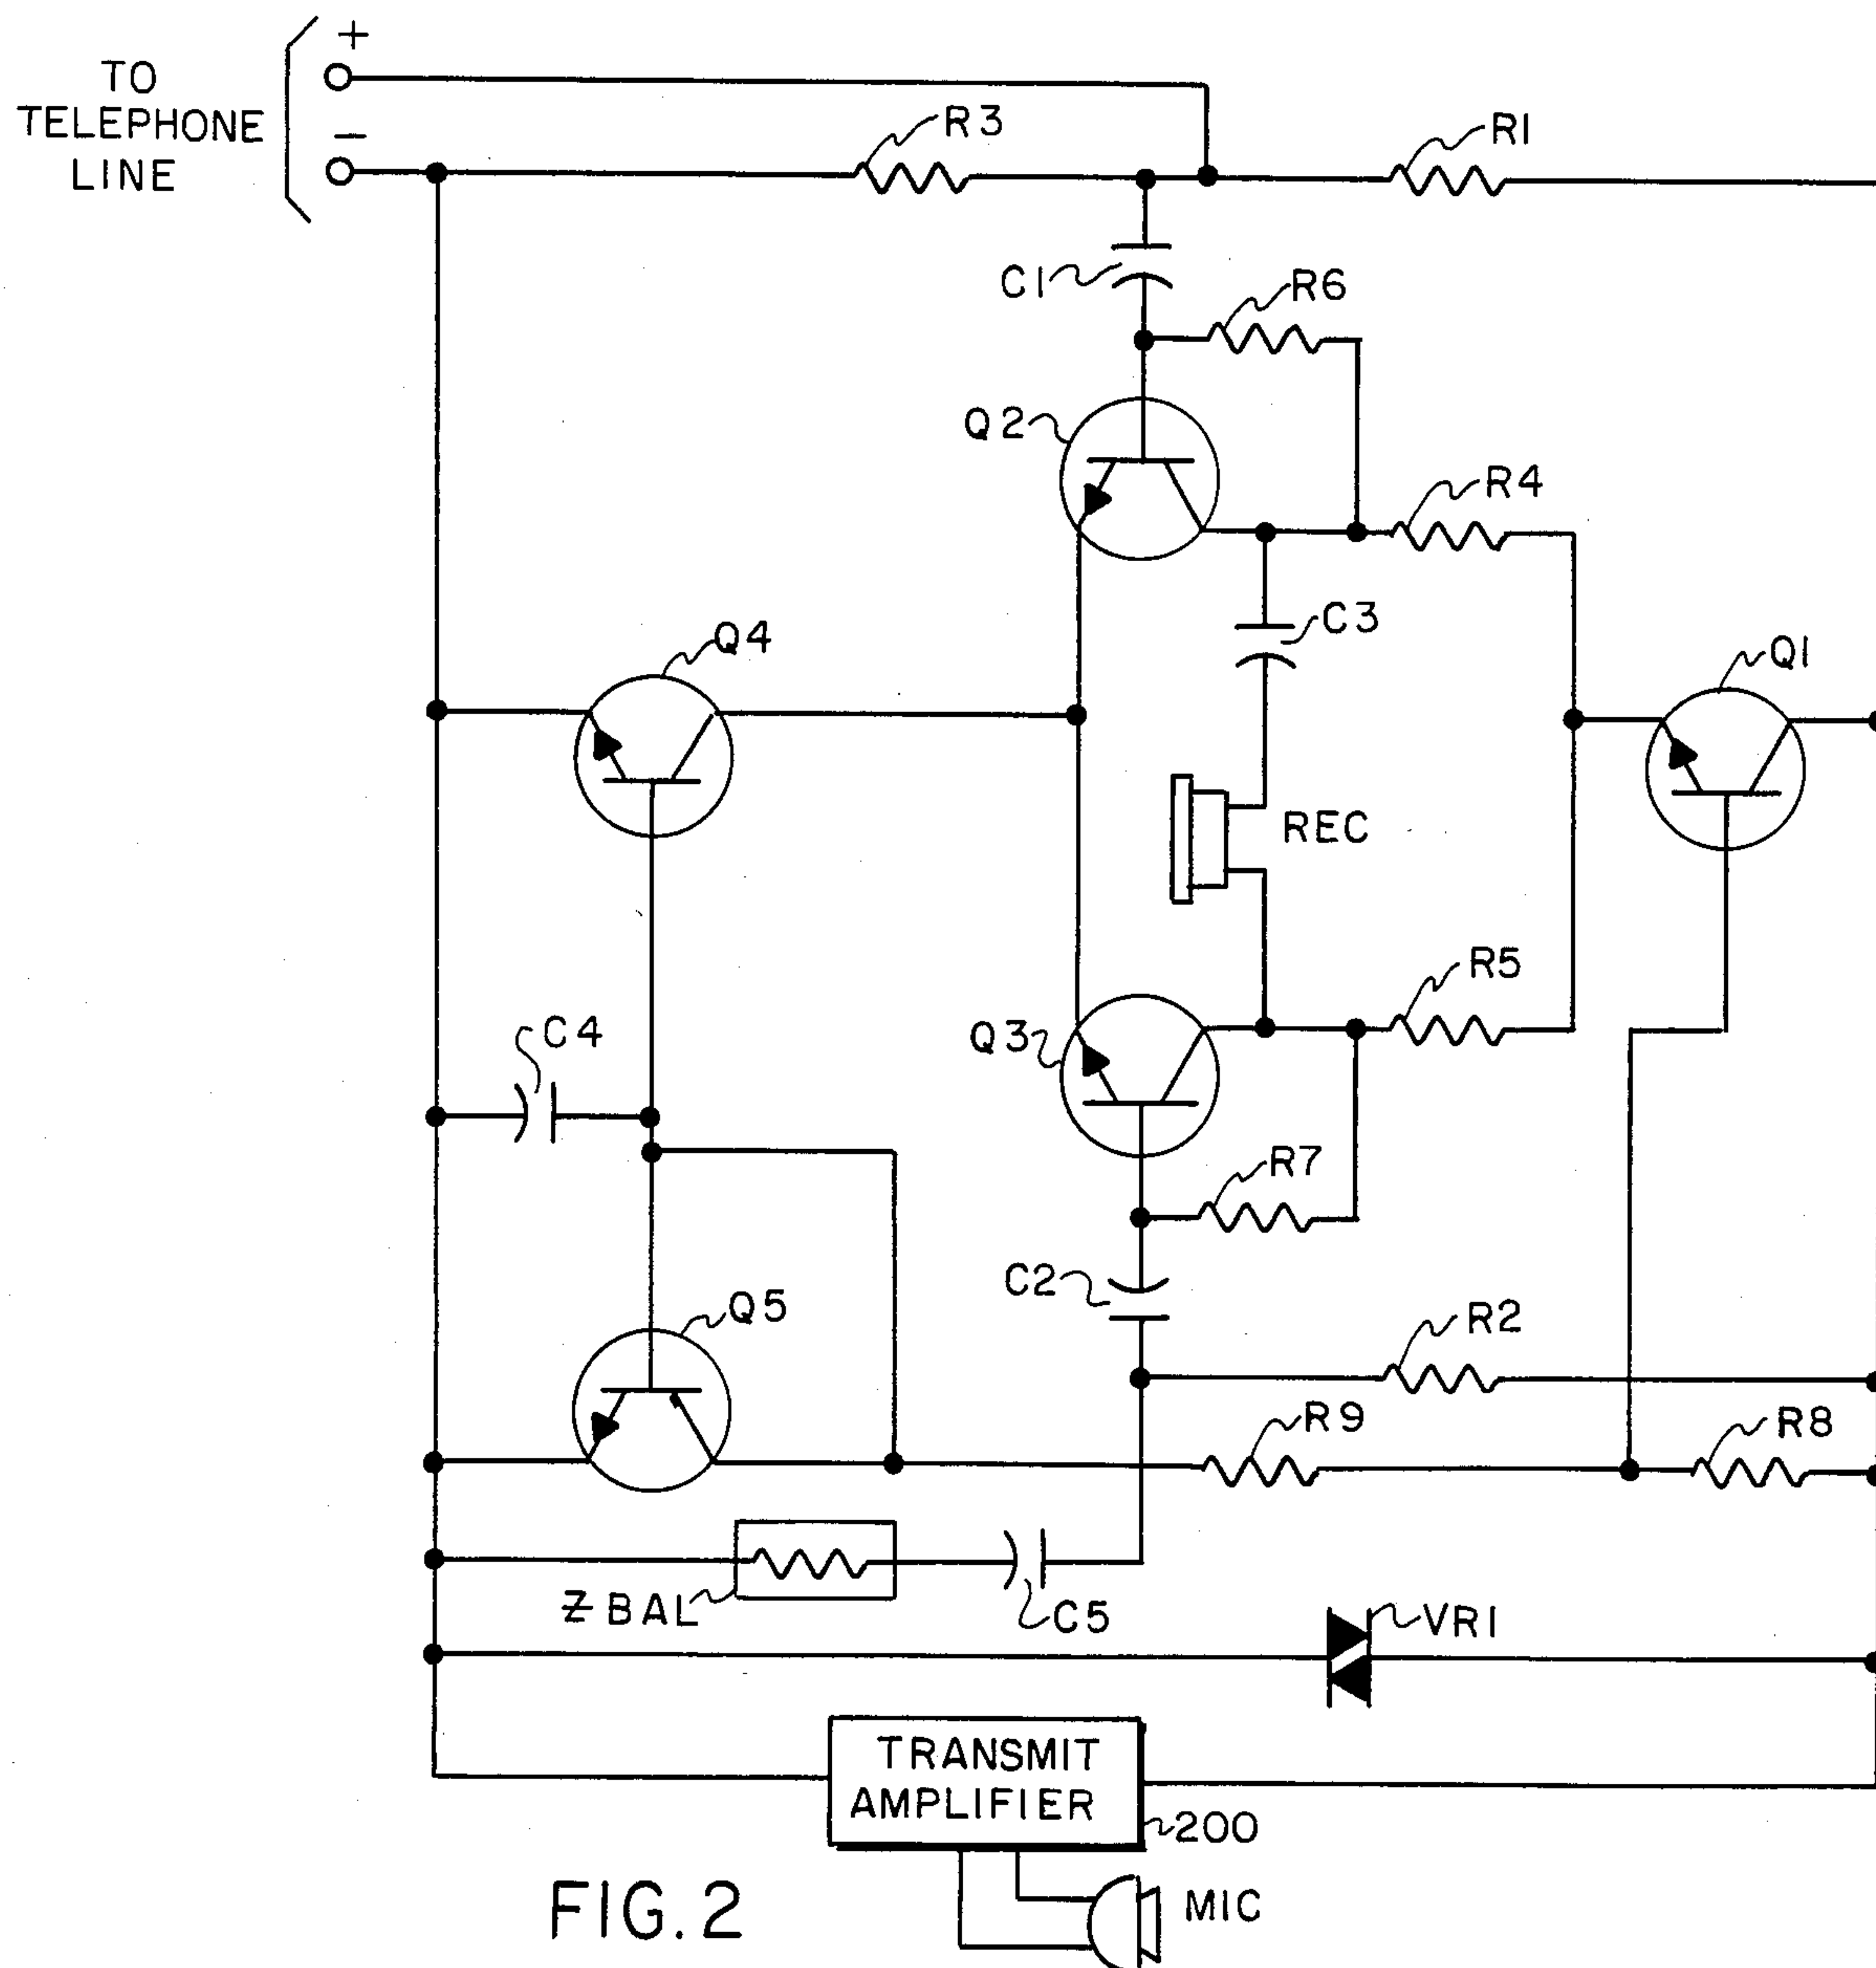 +
TO
TELEPHONE
LINE
−
R3
R1
C1
R6
Q2
R4
C3
Q4
Q1
REC
R5
C4
Q3
R7
C2
Q5
R2
R9
R8
Z BAL
C5
VR1
TRANSMIT
AMPLIFIER
200
MIC
FIG. 2